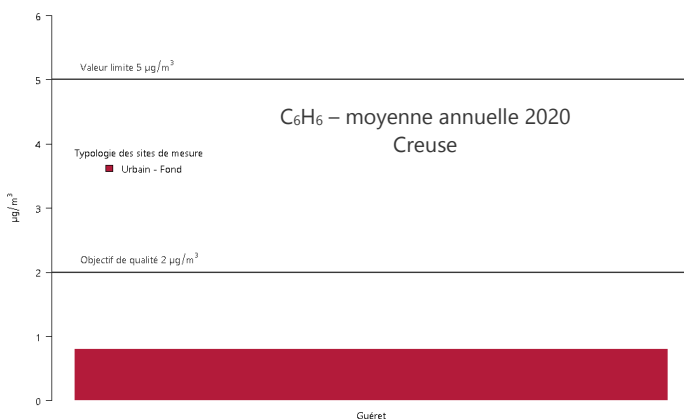 6
Valeur limite 5 µg/m³
5
C₆H₆ – moyenne annuelle 2020
Creuse
4
Typologie des sites de mesure
Urbain - Fond
µg/m³
3
Objectif de qualité 2 µg/m³
2
1
0
Guéret